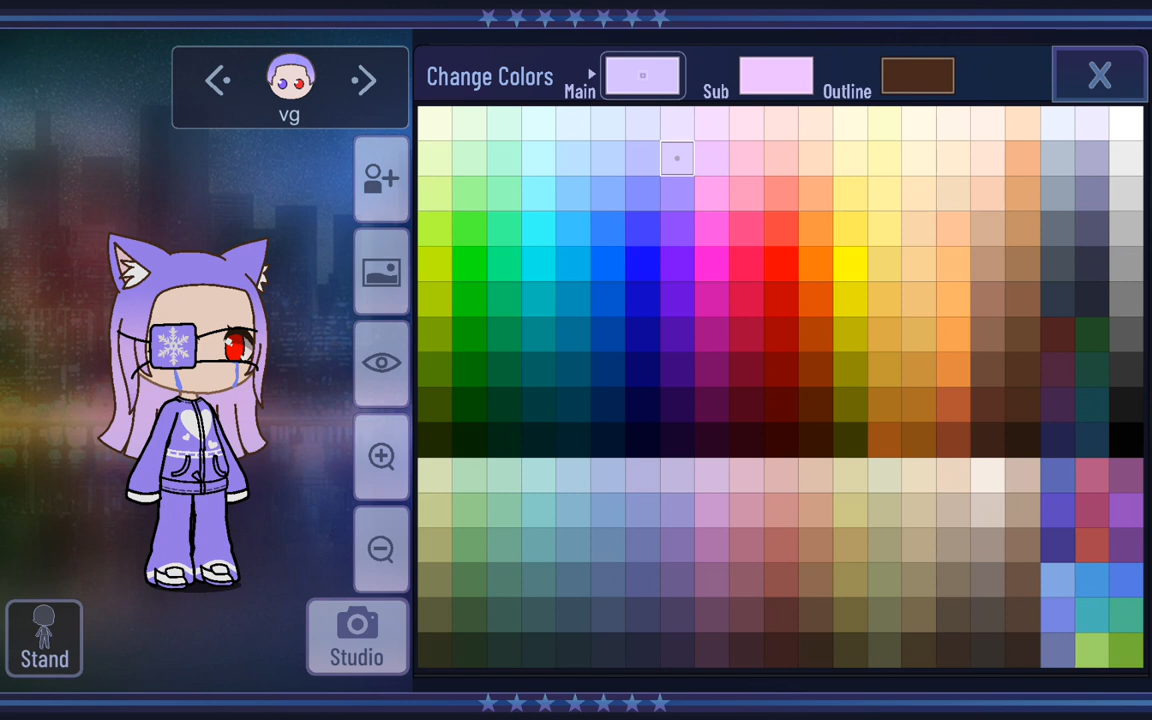 vg
Change Colors
Main
Sub
Outline
X
Stand
Studio